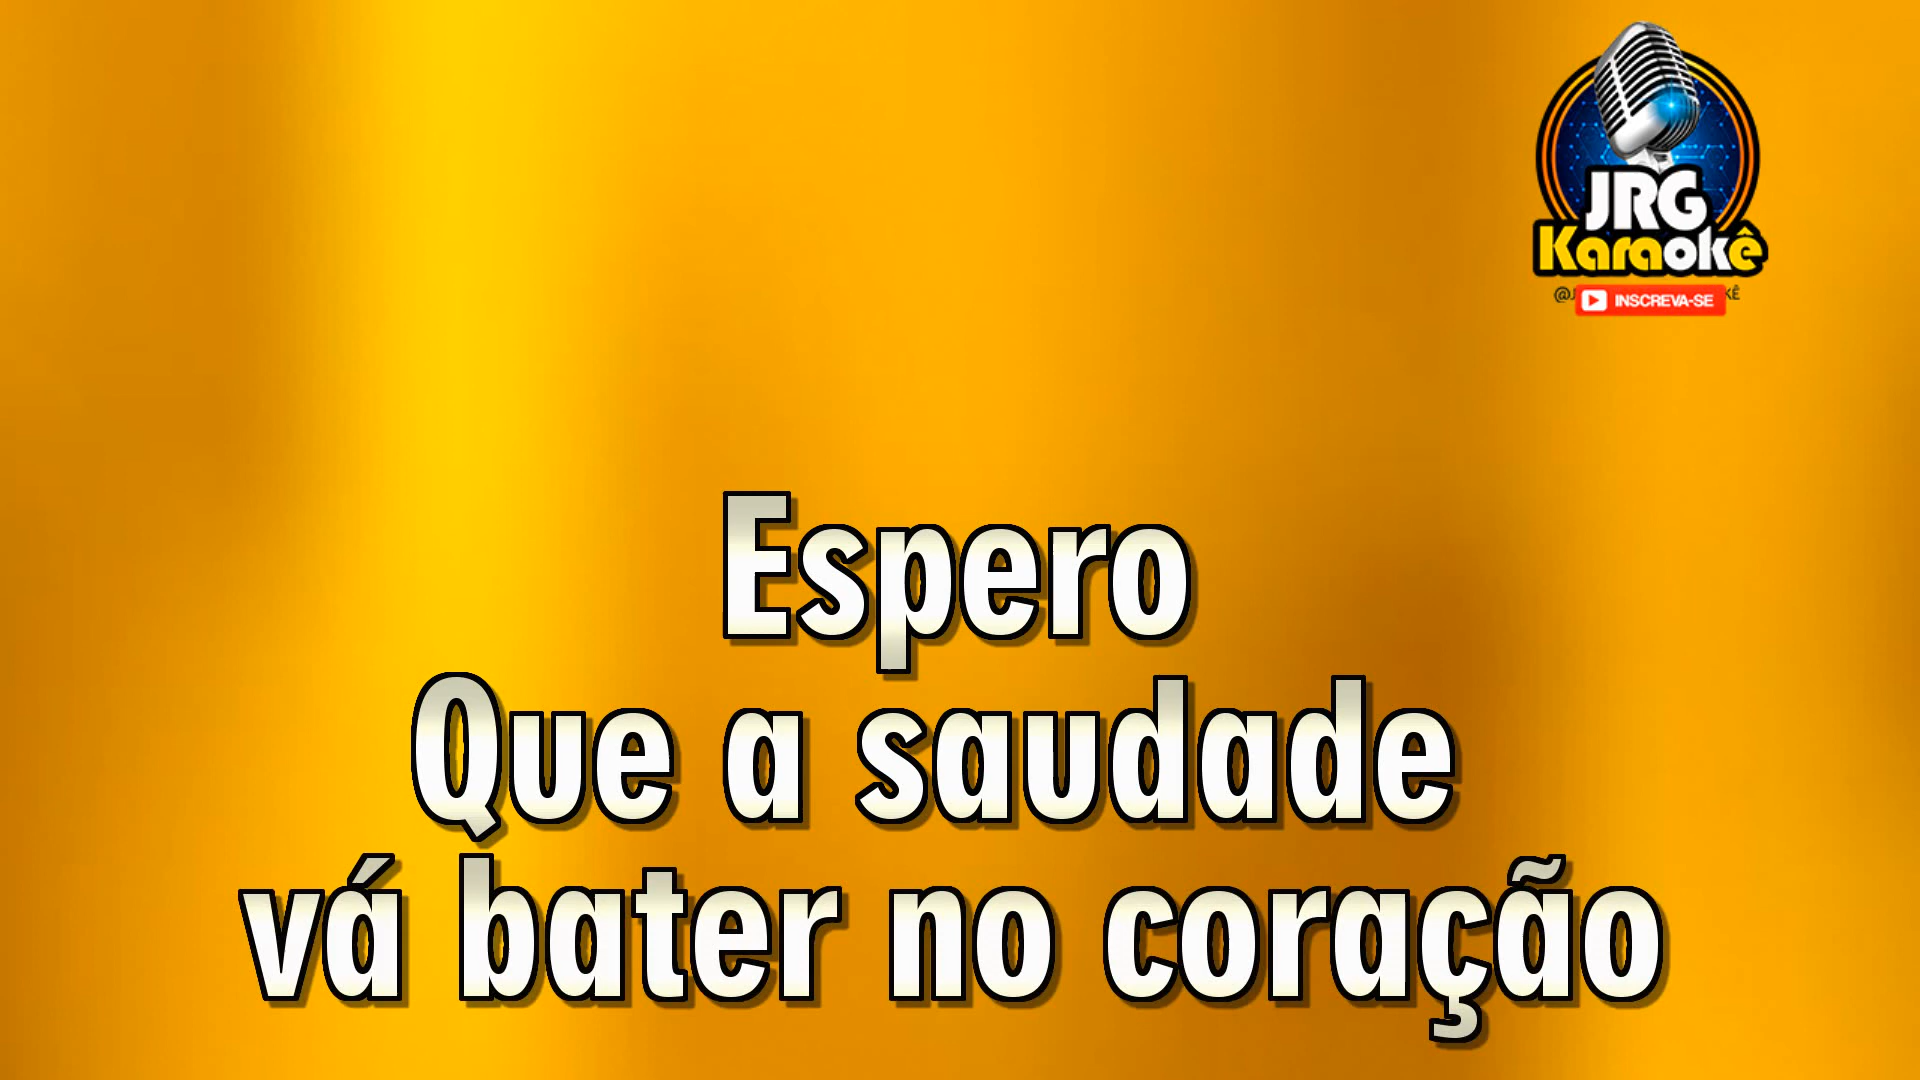 JRG
Karaokê
INSCREVA-SE
Espero
Que a saudade
vá bater no coração